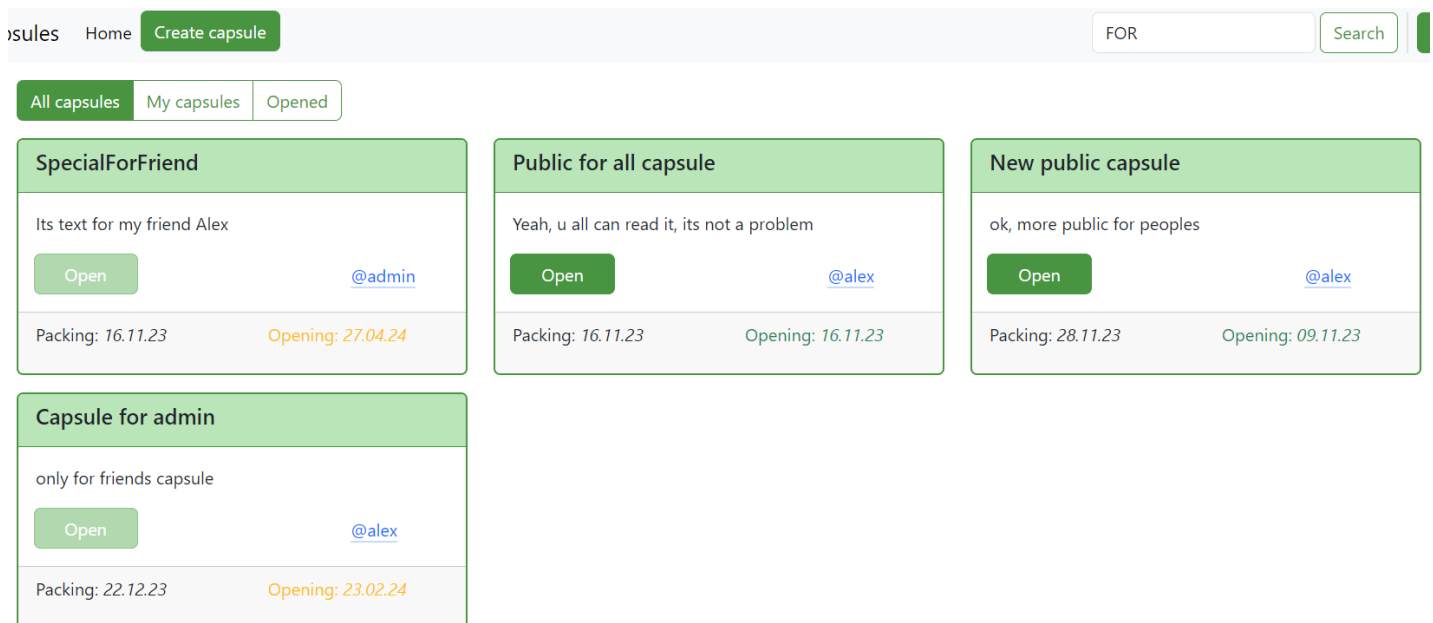 psules Home Create capsule FOR Search
All capsules My capsules Opened
SpecialForFriend
Its text for my friend Alex
Open @admin
Packing: 16.11.23 Opening: 27.04.24
Public for all capsule
Yeah, u all can read it, its not a problem
Open @alex
Packing: 16.11.23 Opening: 16.11.23
New public capsule
ok, more public for peoples
Open @alex
Packing: 28.11.23 Opening: 09.11.23
Capsule for admin
only for friends capsule
Open @alex
Packing: 22.12.23 Opening: 23.02.24